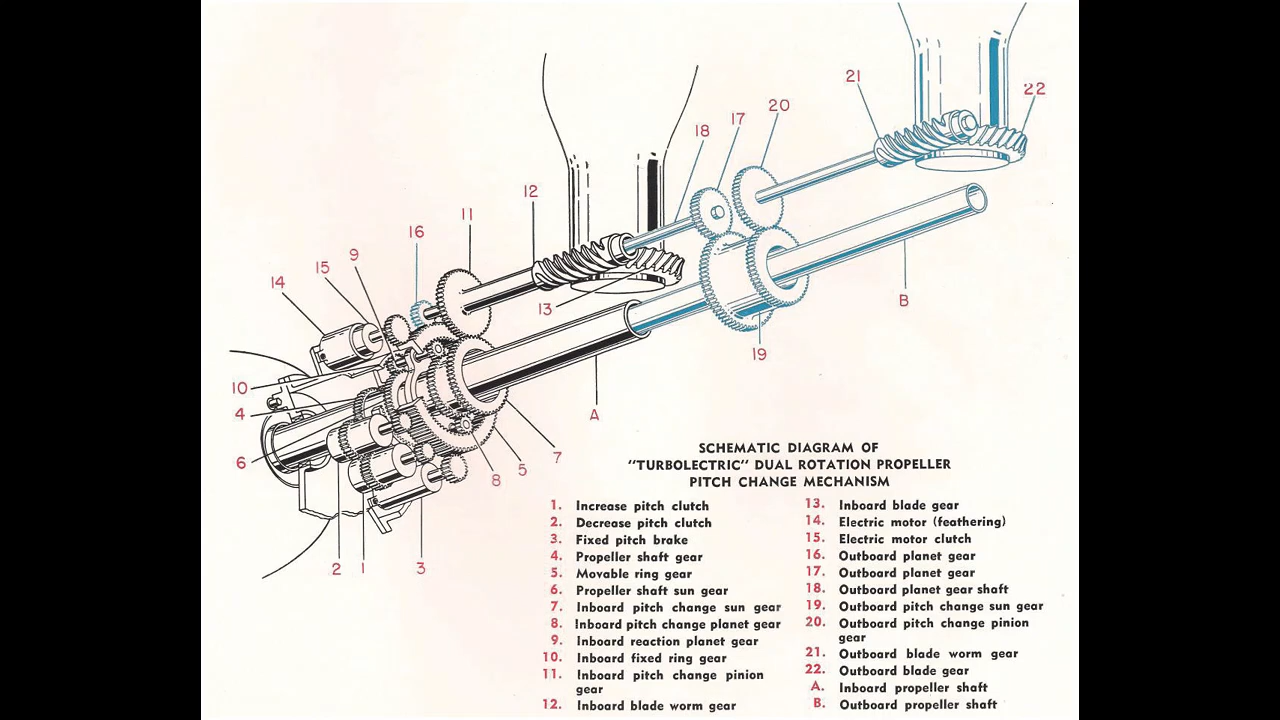 21
22
20
17
18
12
11
16
9
15
14
13
B
19
10
4
A
6
7
5
8
2
1
3
SCHEMATIC DIAGRAM OF
"TURBOLECTRIC" DUAL ROTATION PROPELLER
PITCH CHANGE MECHANISM
1. Increase pitch clutch
2. Decrease pitch clutch
3. Fixed pitch brake
4. Propeller shaft gear
5. Movable ring gear
6. Propeller shaft sun gear
7. Inboard pitch change sun gear
8. Inboard pitch change planet gear
9. Inboard reaction planet gear
10. Inboard fixed ring gear
11. Inboard pitch change pinion
gear
12. Inboard blade worm gear
13. Inboard blade gear
14. Electric motor (feathering)
15. Electric motor clutch
16. Outboard planet gear
17. Outboard planet gear
18. Outboard planet gear shaft
19. Outboard pitch change sun gear
20. Outboard pitch change pinion
gear
21. Outboard blade worm gear
22. Outboard blade gear
A. Inboard propeller shaft
B. Outboard propeller shaft